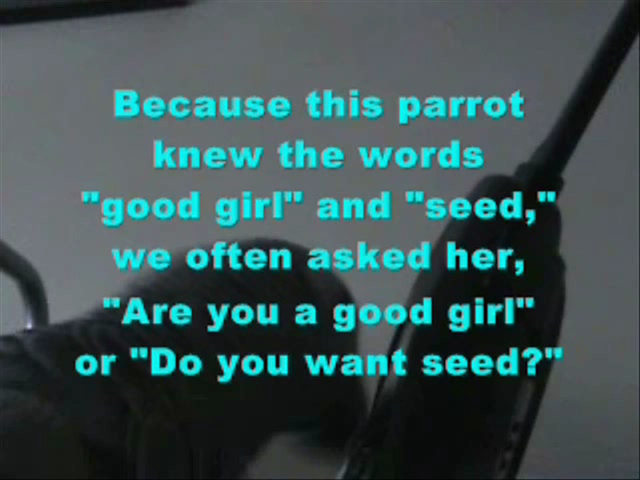 Because this parrot
knew the words
"good girl" and "seed,"
we often asked her,
"Are you a good girl"
or "Do you want seed?"